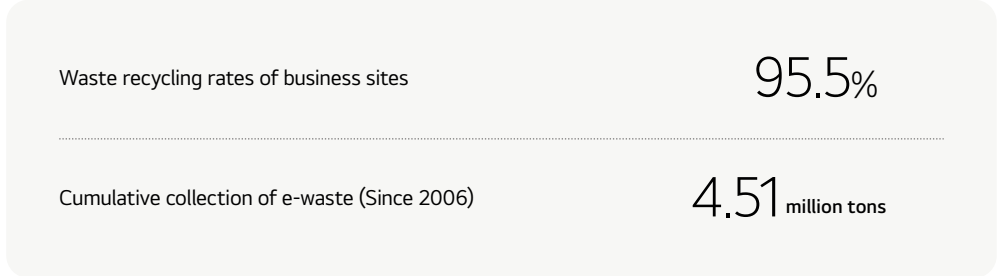 Waste recycling rates of business sites 95.5%
Cumulative collection of e-waste (Since 2006) 4.51 million tons